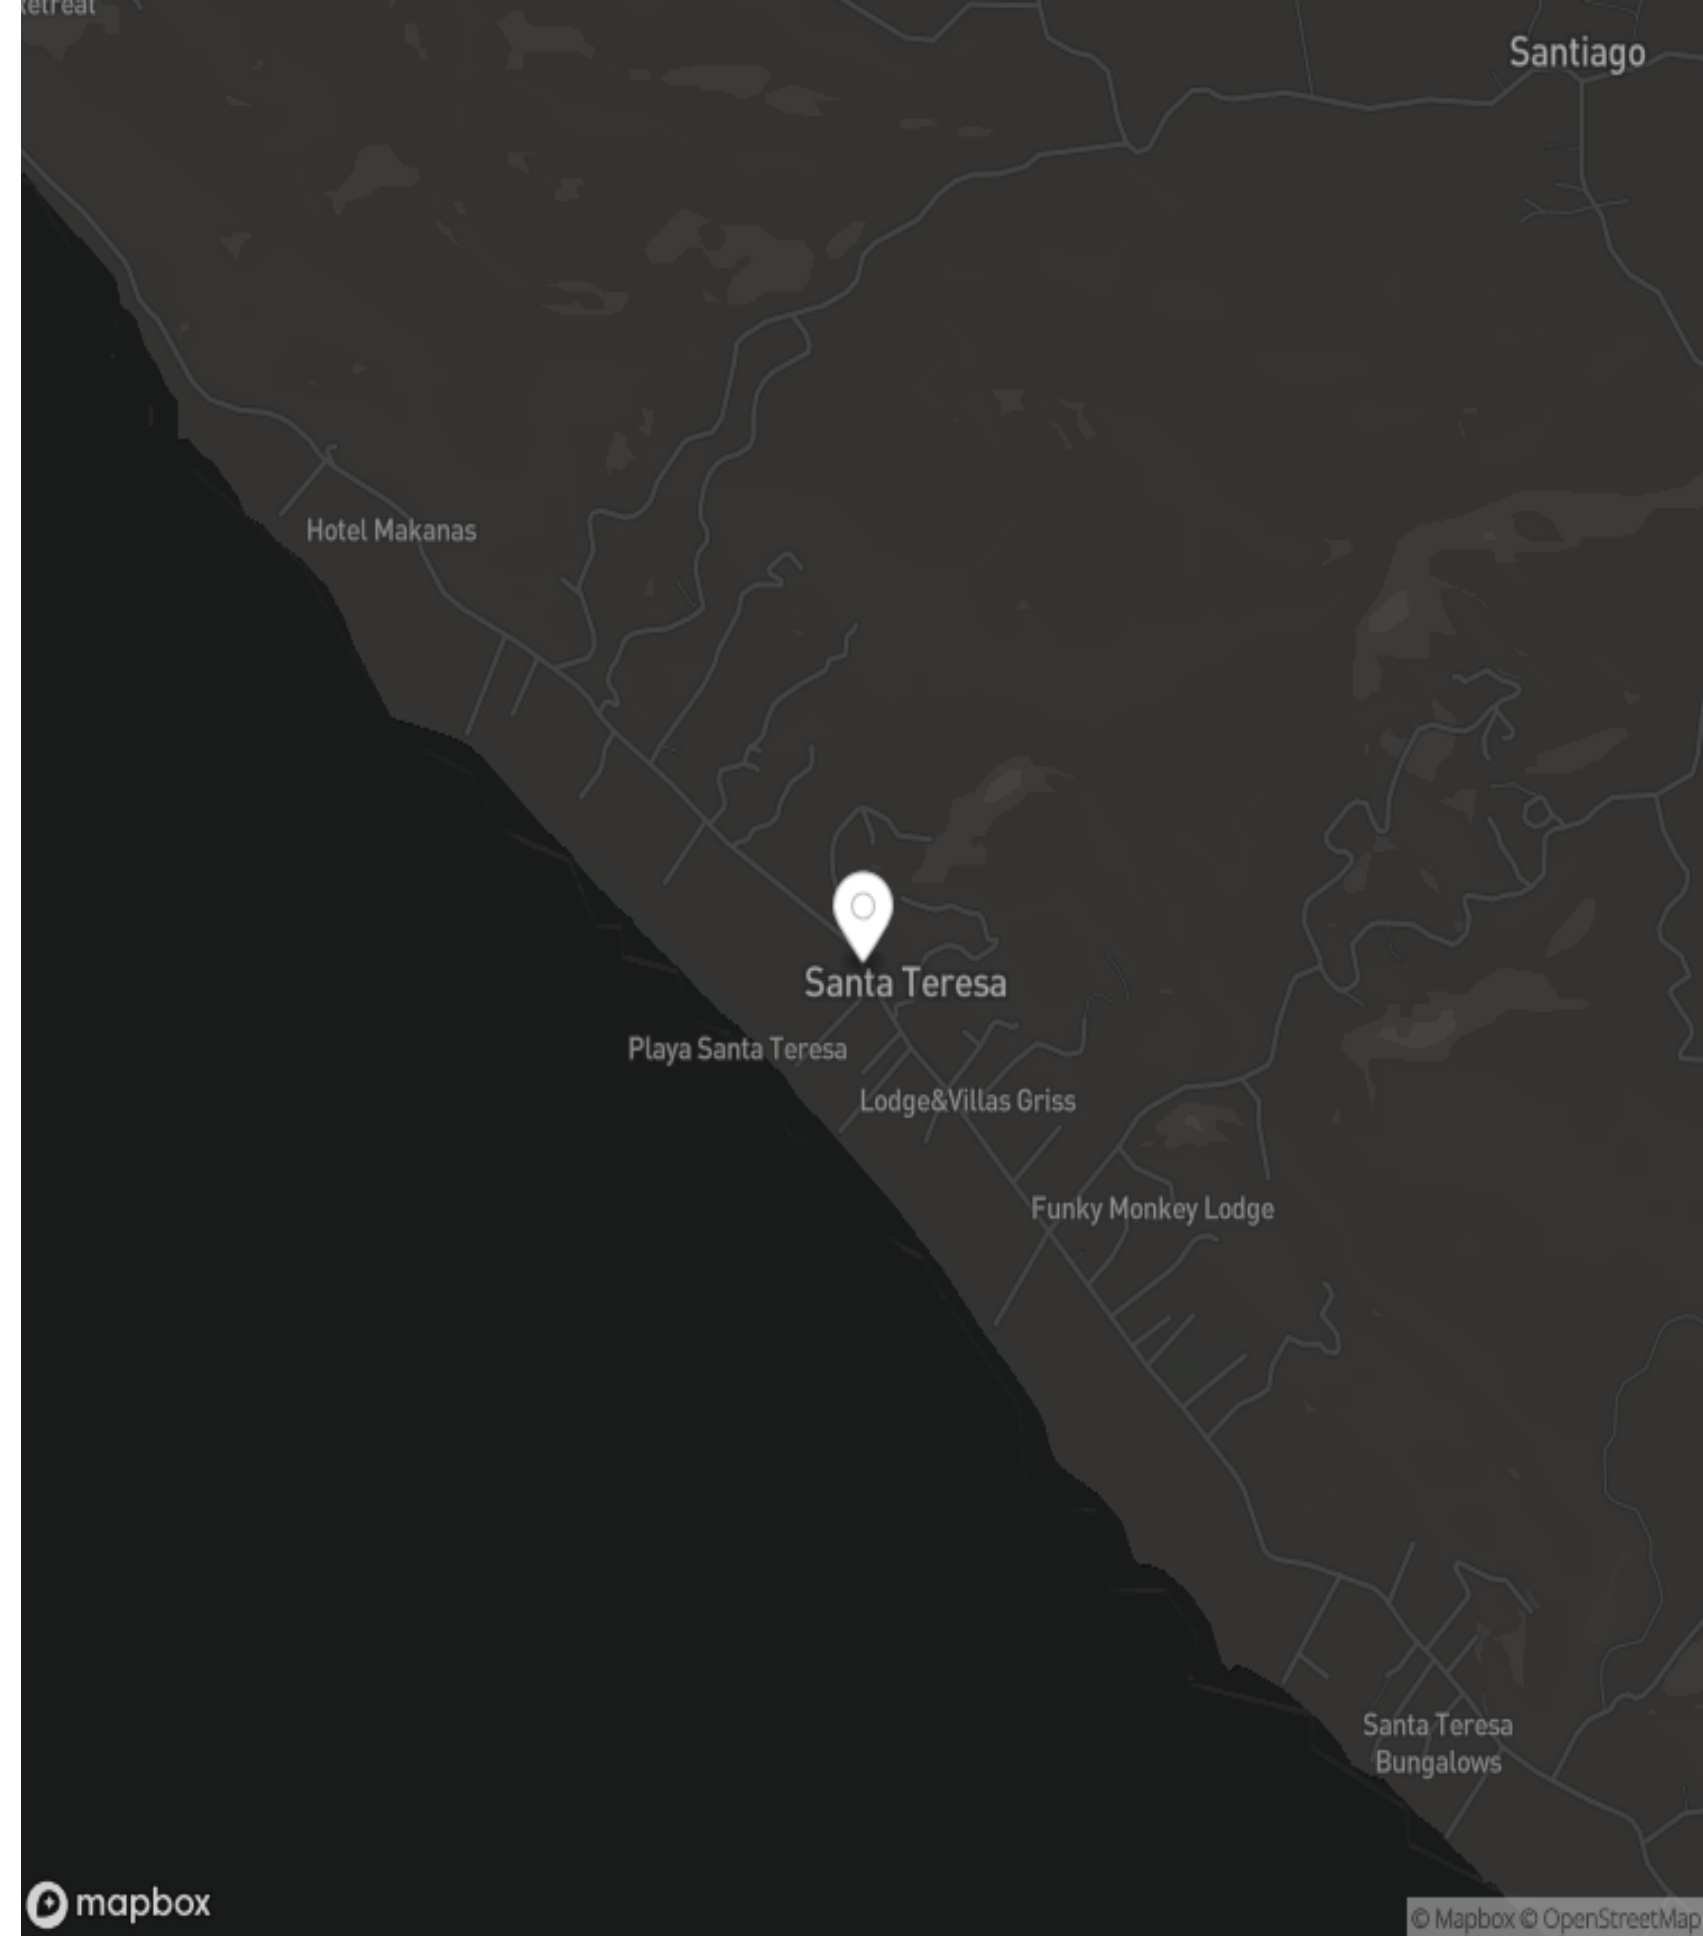 Santiago
Hotel Makanas
Santa Teresa
Playa Santa Teresa
Lodge&Villas Griss
Funky Monkey Lodge
Santa Teresa
Bungalows
mapbox
© Mapbox © OpenStreetMap